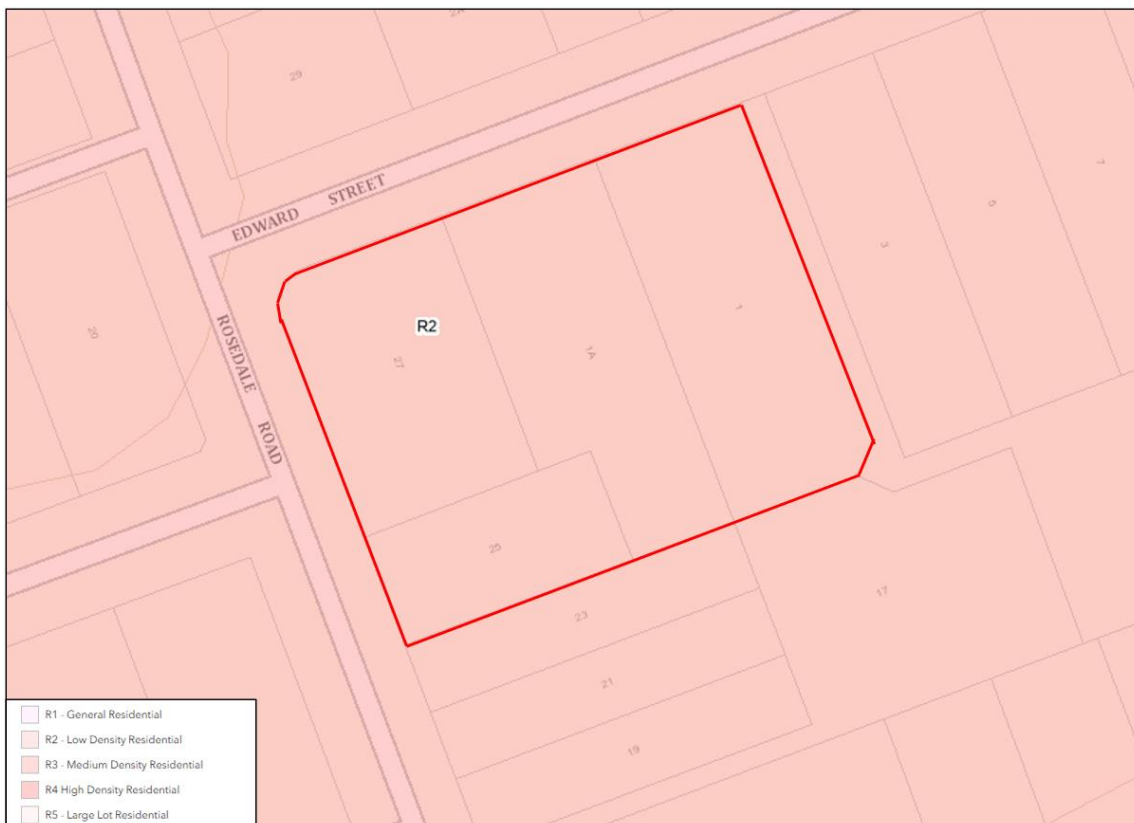 2A
29
EDWARD STREET
7
5
3
20
ROSEDALE ROAD
R2
27
1A
1
25
17
23
21
19
R1 - General Residential
R2 - Low Density Residential
R3 - Medium Density Residential
R4 High Density Residential
R5 - Large Lot Residential